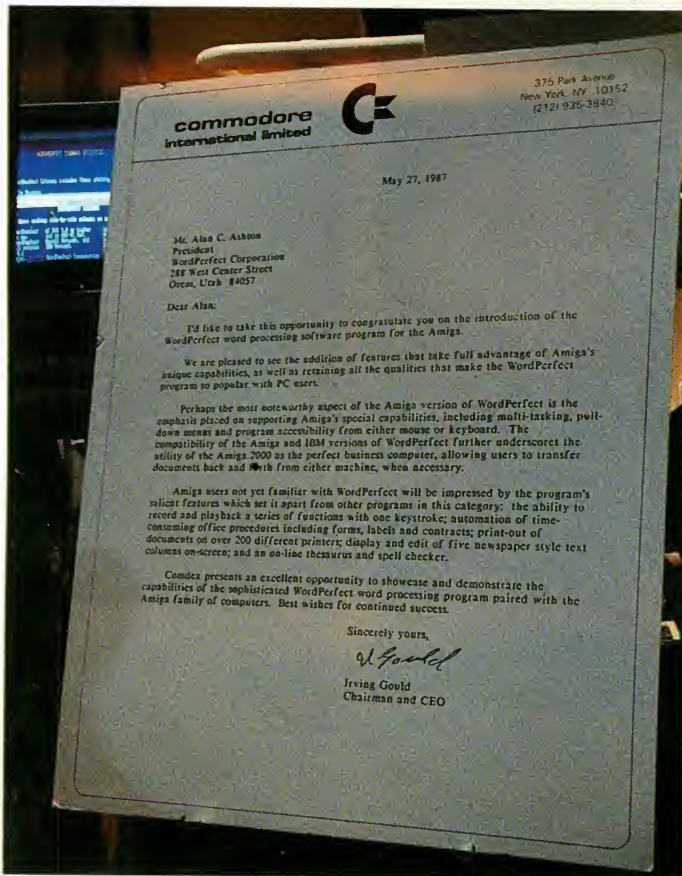 commodore
international limited
375 Park Avenue
New York, NY 10152
(212) 935-3840
May 27, 1987
Mr. Alan C. Ashton
President
WordPerfect Corporation
288 West Center Street
Orem, Utah 84057
Dear Alan:
I'd like to take this opportunity to congratulate you on the introduction of the
WordPerfect word processing software program for the Amiga.
We are pleased to see the addition of features that take full advantage of Amiga's
unique capabilities, as well as retaining all the qualities that make the WordPerfect
program so popular with PC users.
Perhaps the most noteworthy aspect of the Amiga version of WordPerfect is the
emphasis placed on supporting Amiga's special capabilities, including multi-tasking, pull-
down menus and program accessibility from either mouse or keyboard. The
compatibility of the Amiga and IBM versions of WordPerfect further underscores the
utility of the Amiga 2000 as the perfect business computer, allowing users to transfer
documents back and forth from either machine, when necessary.
Amiga users not yet familiar with WordPerfect will be impressed by the program's
salient features which set it apart from other programs in this category: the ability to
record and playback a series of functions with one keystroke; automation of time-
consuming office procedures including forms, labels and contracts; print-out of
documents on over 200 different printers; display and edit of five newspaper style text
columns on-screen; and an on-line thesaurus and spell checker.
Comdex presents an excellent opportunity to showcase and demonstrate the
capabilities of the sophisticated WordPerfect word processing program paired with the
Amiga family of computers. Best wishes for continued success.
Sincerely yours,
I Gould
Irving Gould
Chairman and CEO